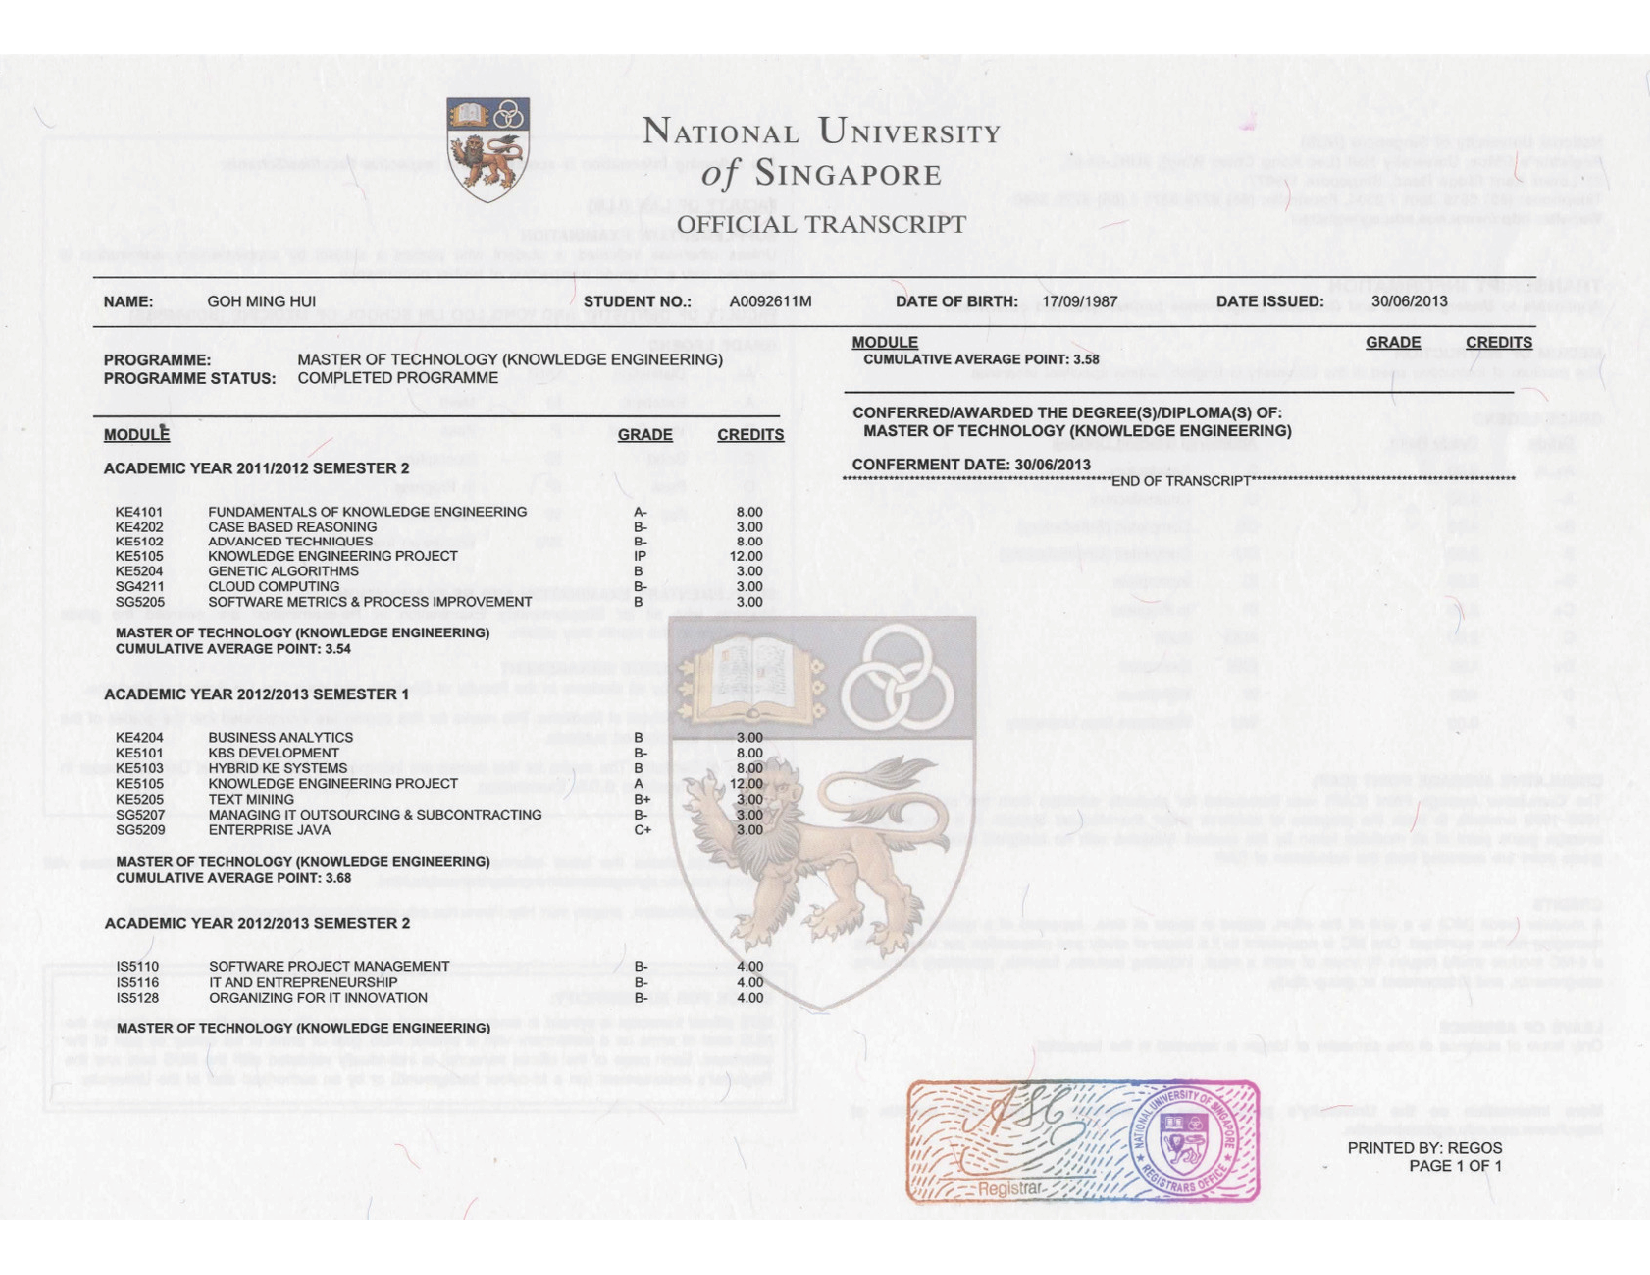 NATIONAL UNIVERSITY
of SINGAPORE
OFFICIAL TRANSCRIPT
NAME: GOH MING HUI STUDENT NO.: A0092611M DATE OF BIRTH: 17/09/1987 DATE ISSUED: 30/06/2013
PROGRAMME: MASTER OF TECHNOLOGY (KNOWLEDGE ENGINEERING)
PROGRAMME STATUS: COMPLETED PROGRAMME
MODULE GRADE CREDITS
ACADEMIC YEAR 2011/2012 SEMESTER 2
KE4101 FUNDAMENTALS OF KNOWLEDGE ENGINEERING A- 8.00
KE4202 CASE BASED REASONING B- 3.00
KE5102 ADVANCED TECHNIQUES B- 8.00
KE5105 KNOWLEDGE ENGINEERING PROJECT IP 12.00
KE5204 GENETIC ALGORITHMS B 3.00
SG4211 CLOUD COMPUTING B- 3.00
SG5205 SOFTWARE METRICS & PROCESS IMPROVEMENT B 3.00
MASTER OF TECHNOLOGY (KNOWLEDGE ENGINEERING)
CUMULATIVE AVERAGE POINT: 3.54
ACADEMIC YEAR 2012/2013 SEMESTER 1
KE4204 BUSINESS ANALYTICS B 3.00
KE5101 KBS DEVELOPMENT B- 8.00
KE5103 HYBRID KE SYSTEMS B 8.00
KE5105 KNOWLEDGE ENGINEERING PROJECT A 12.00
KE5205 TEXT MINING B+ 3.00
SG5207 MANAGING IT OUTSOURCING & SUBCONTRACTING B- 3.00
SG5209 ENTERPRISE JAVA C+ 3.00
MASTER OF TECHNOLOGY (KNOWLEDGE ENGINEERING)
CUMULATIVE AVERAGE POINT: 3.68
ACADEMIC YEAR 2012/2013 SEMESTER 2
IS5110 SOFTWARE PROJECT MANAGEMENT B- 4.00
IS5116 IT AND ENTREPRENEURSHIP B- 4.00
IS5128 ORGANIZING FOR IT INNOVATION B- 4.00
MASTER OF TECHNOLOGY (KNOWLEDGE ENGINEERING)
MODULE GRADE CREDITS
CUMULATIVE AVERAGE POINT: 3.58
CONFERRED/AWARDED THE DEGREE(S)/DIPLOMA(S) OF:
MASTER OF TECHNOLOGY (KNOWLEDGE ENGINEERING)
CONFERMENT DATE: 30/06/2013
END OF TRANSCRIPT
Registrar
NATIONAL UNIVERSITY OF SINGAPORE
REGISTRARS OFFICE
PRINTED BY: REGOS
PAGE 1 OF 1